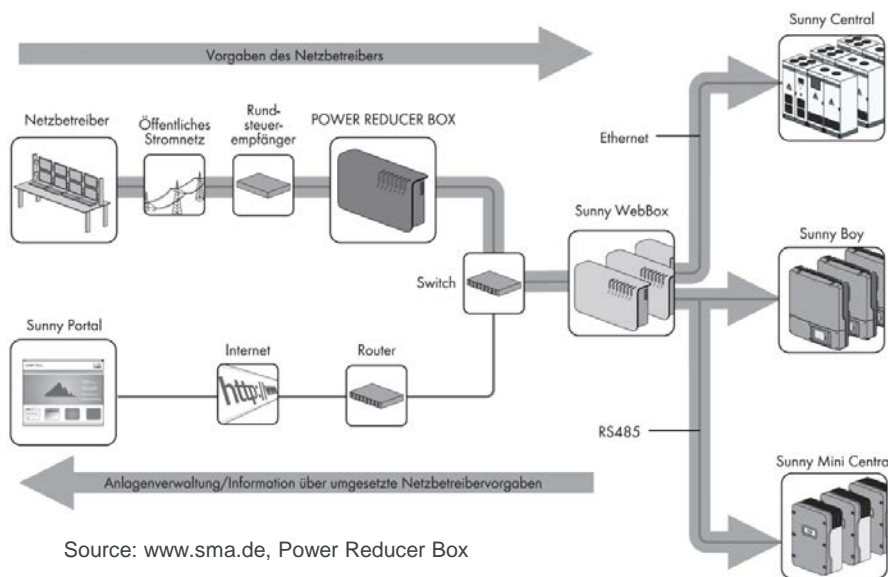 Sunny Central
Vorgaben des Netzbetreibers
Netzbetreiber
Öffentliches
Stromnetz
Rund-
steuer-
empfänger
POWER REDUCER BOX
Ethernet
Sunny WebBox
Sunny Boy
Switch
Sunny Portal
Internet
Router
http://
RS485
Sunny Mini Central
Anlagenverwaltung/Information über umgesetzte Netzbetreibervorgaben
Source: www.sma.de, Power Reducer Box